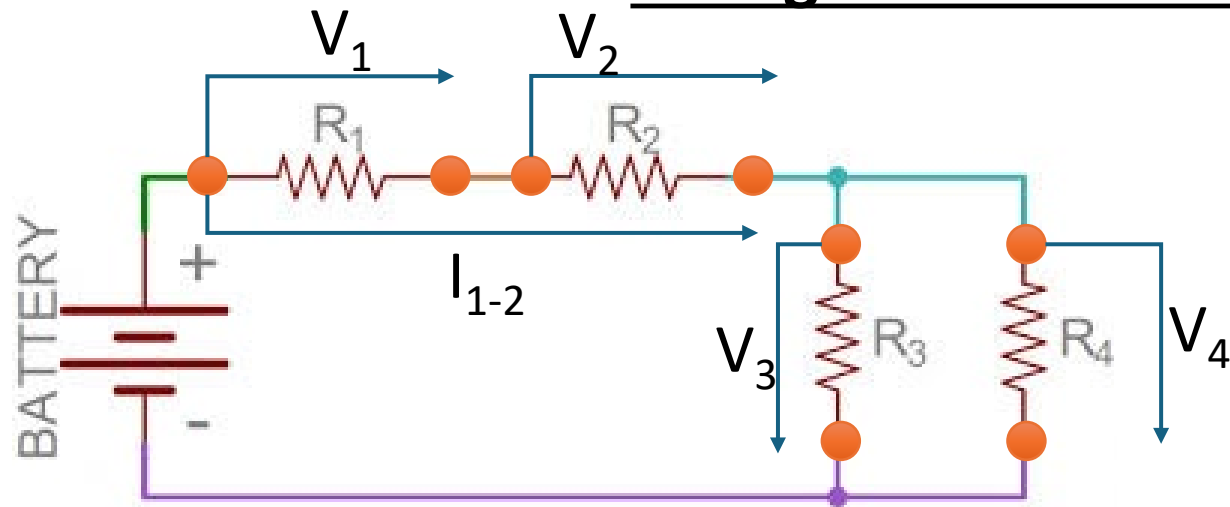 V₁
V₂
R₁
R₂
BATTERY
+
I₁₋₂
V₃
R₃
R₄
V₄
-